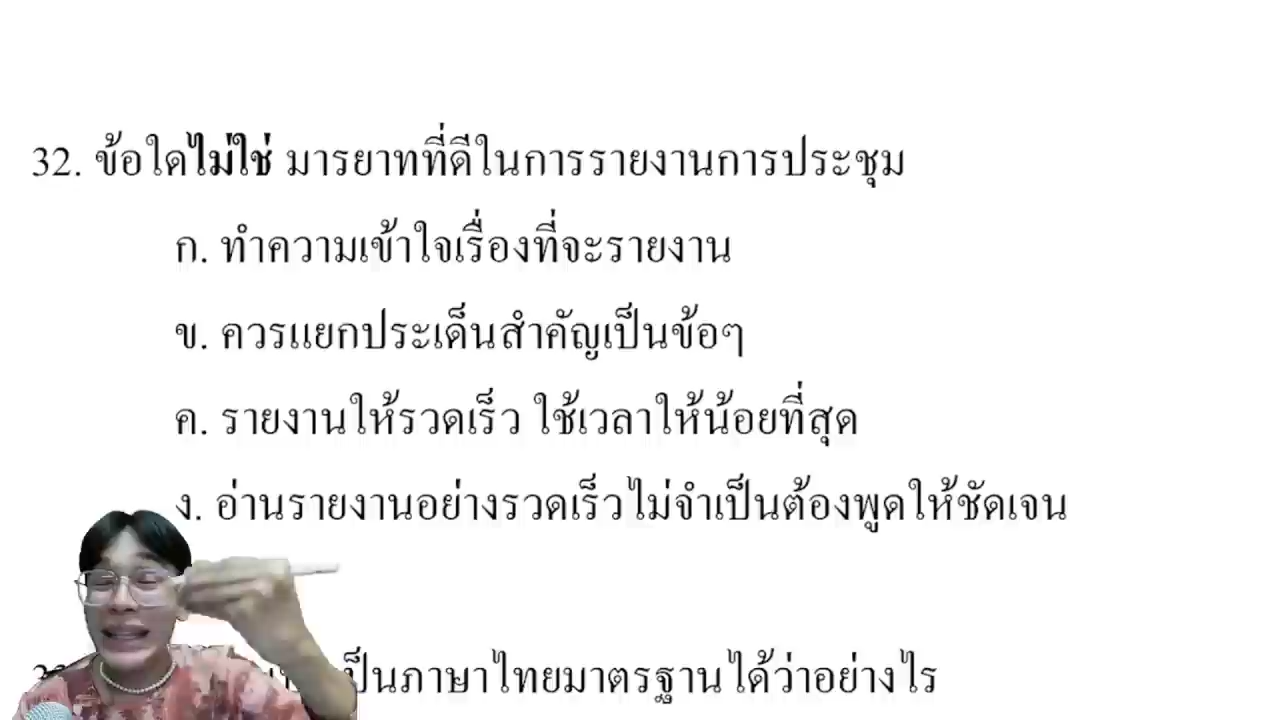 32. ข้อใดไม่ใช่ มารยาทที่ดีในการรายงานการประชุม
ก. ทำความเข้าใจเรื่องที่จะรายงาน
ข. ควรแยกประเด็นสำคัญเป็นข้อๆ
ค. รายงานให้รวดเร็ว ใช้เวลาให้น้อยที่สุด
ง. อ่านรายงานอย่างรวดเร็วไม่จำเป็นต้องพูดให้ชัดเจน
เป็นภาษาไทยมาตรฐานได้ว่าอย่างไร